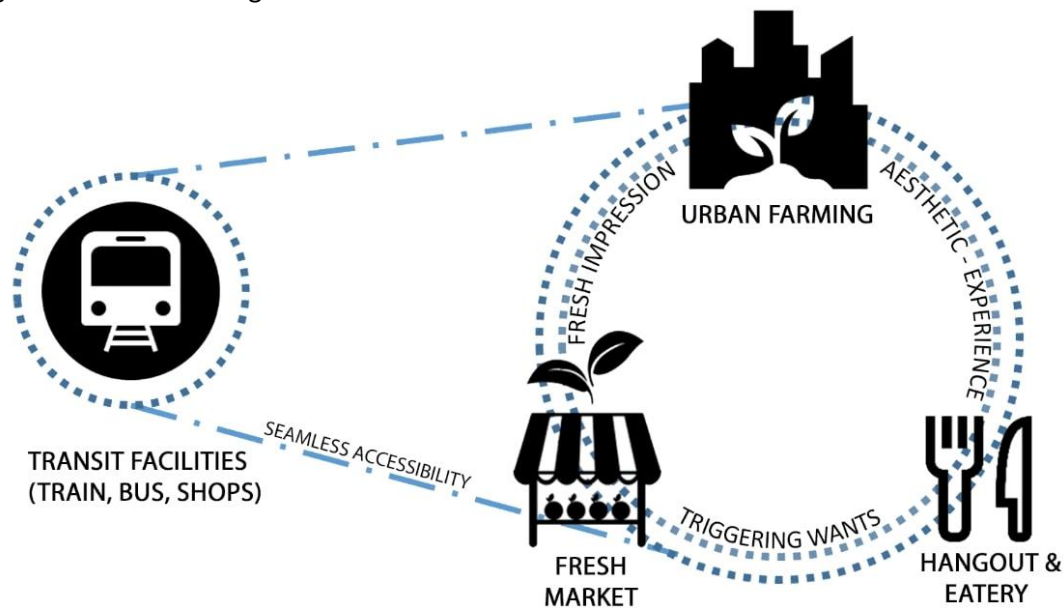 FRESH IMPRESSION
AESTHETIC - EXPERIENCE
URBAN FARMING
SEAMLESS ACCESSIBILITY
TRANSIT FACILITIES
(TRAIN, BUS, SHOPS)
TRIGGERING WANTS
FRESH
MARKET
HANGOUT &
EATERY